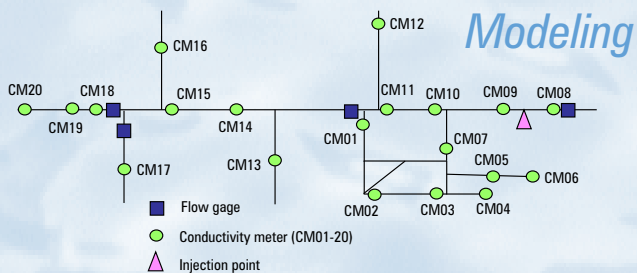 Modeling
CM12
CM16
CM20
CM18
CM15
CM11
CM10
CM09
CM08
CM19
CM14
CM01
CM07
CM13
CM17
CM05
CM06
CM02
CM03
CM04
Flow gage
Conductivity meter (CM01-20)
Injection point